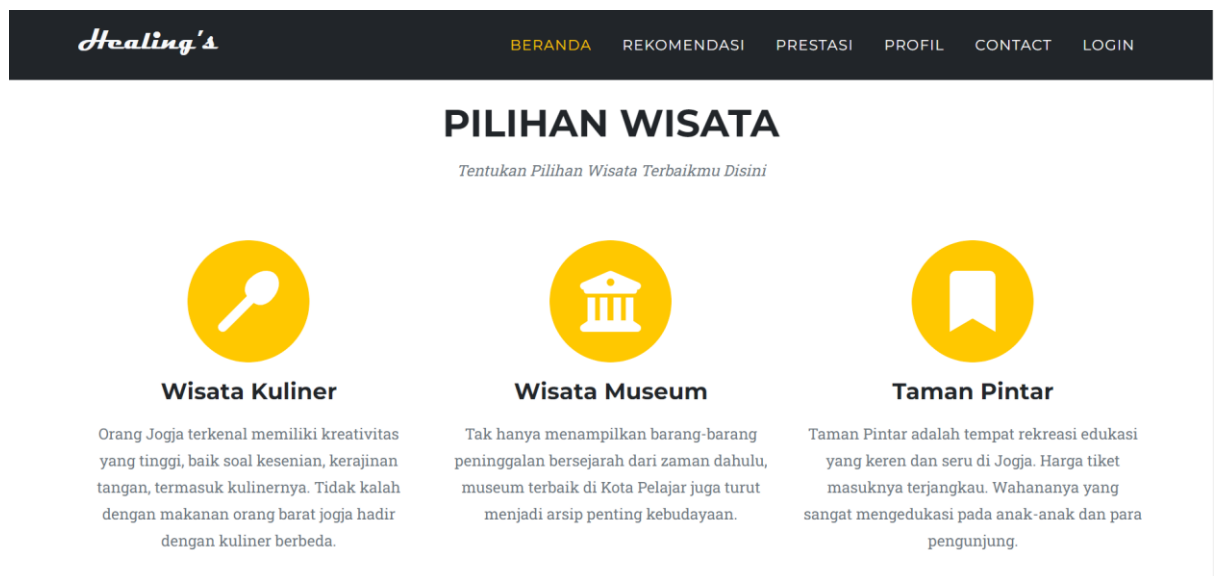 Healing's
BERANDA REKOMENDASI PRESTASI PROFIL CONTACT LOGIN
PILIHAN WISATA
Tentukan Pilihan Wisata Terbaikmu Disini
Wisata Kuliner
Orang Jogja terkenal memiliki kreativitas
yang tinggi, baik soal kesenian, kerajinan
tangan, termasuk kulinernya. Tidak kalah
dengan makanan orang barat jogja hadir
dengan kuliner berbeda.
Wisata Museum
Tak hanya menampilkan barang-barang
peninggalan bersejarah dari zaman dahulu,
museum terbaik di Kota Pelajar juga turut
menjadi arsip penting kebudayaan.
Taman Pintar
Taman Pintar adalah tempat rekreasi edukasi
yang keren dan seru di Jogja. Harga tiket
masuknya terjangkau. Wahananya yang
sangat mengedukasi pada anak-anak dan para
pengunjung.